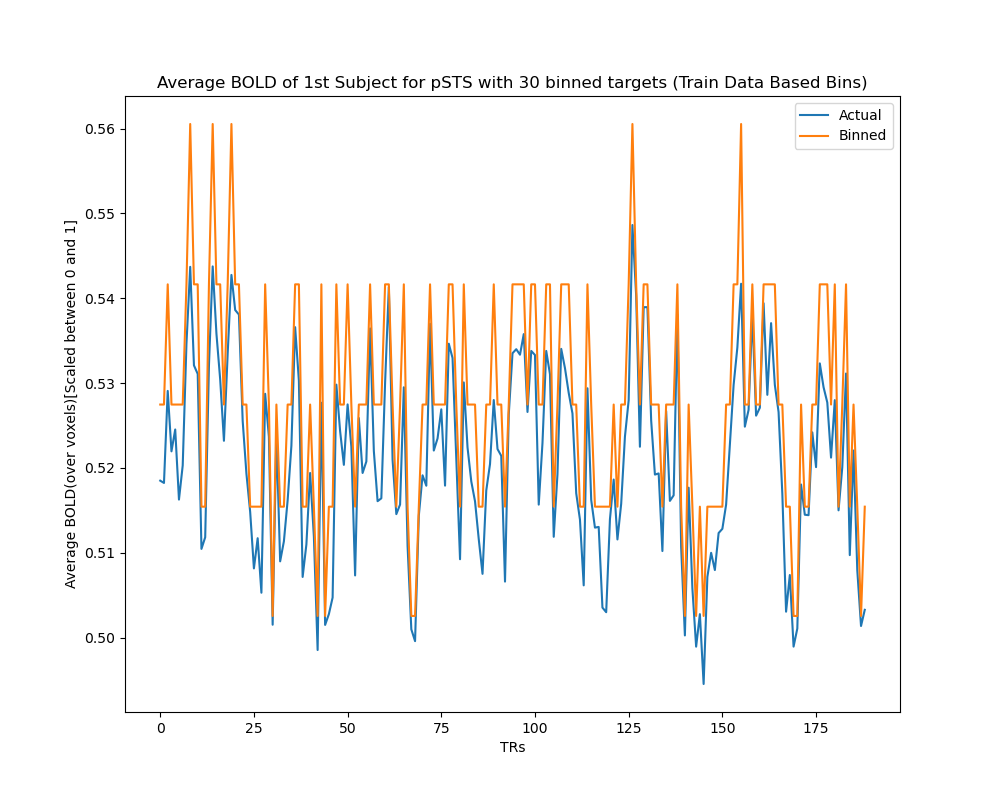 Average BOLD of 1st Subject for pSTS with 30 binned targets (Train Data Based Bins)
Actual
Binned
Average BOLD(over voxels)[Scaled between 0 and 1]
0.56
0.55
0.54
0.53
0.52
0.51
0.50
0 25 50 75 100 125 150 175
TRs